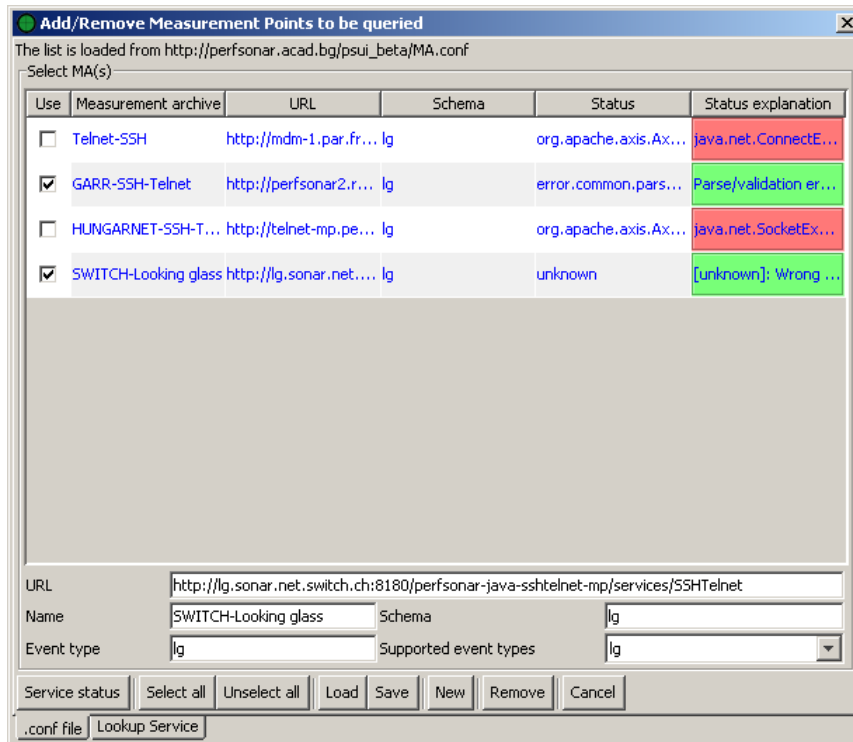 Add/Remove Measurement Points to be queried
The list is loaded from http://perfsonar.acad.bg/psui_beta/MA.conf
Select MA(s)
Use Measurement archive URL Schema Status Status explanation
Telnet-SSH http://mdm-1.par.fr... lg org.apache.axis.Ax... java.net.ConnectE...
GARR-SSH-Telnet http://perfsonar2.r... lg error.common.pars... Parse/validation er...
HUNGARNET-SSH-T... http://telnet-mp.pe... lg org.apache.axis.Ax... java.net.SocketEx...
SWITCH-Looking glass http://lg.sonar.net.... lg unknown [unknown]: Wrong ...
URL http://lg.sonar.net.switch.ch:8180/perfsonar-java-sshtelnet-mp/services/SSHTelnet
Name SWITCH-Looking glass Schema lg
Event type lg Supported event types lg
Service status Select all Unselect all Load Save New Remove Cancel
.conf file Lookup Service